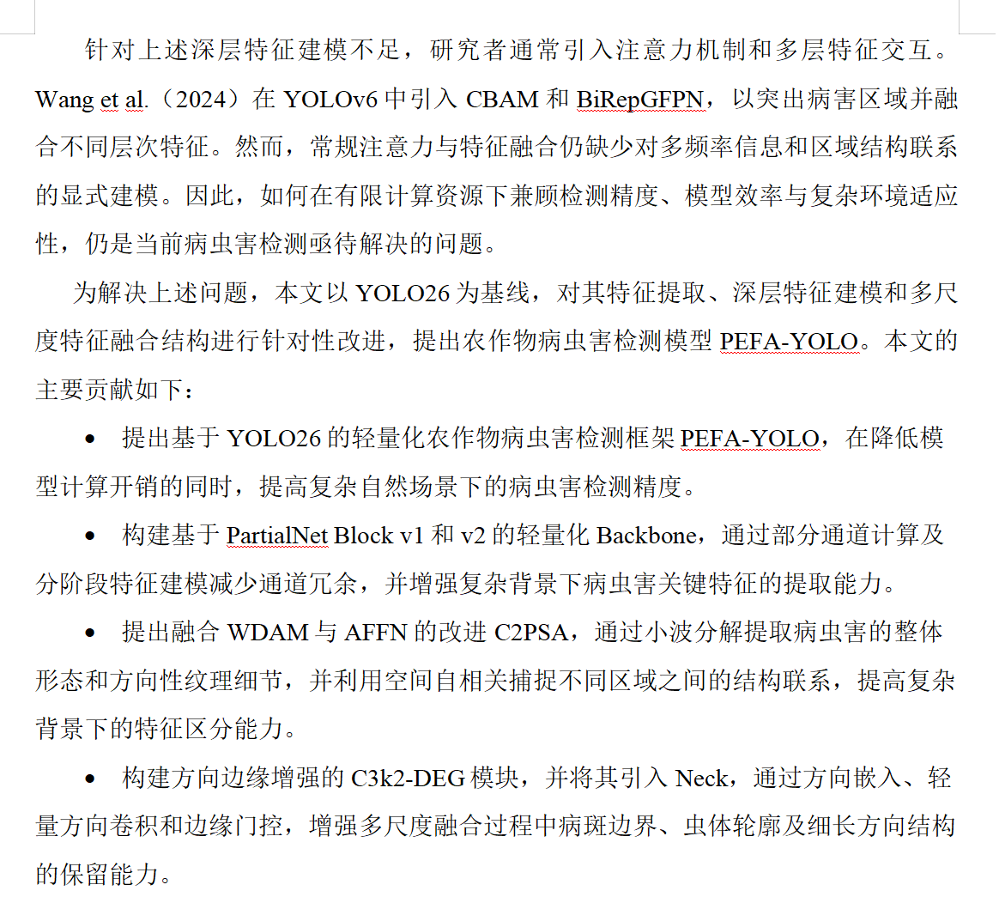 针对上述深层特征建模不足，研究者通常引入注意力机制和多层特征交互。
Wang et al.（2024）在 YOLOv6 中引入 CBAM 和 BiRepGFPN，以突出病害区域并融
合不同层次特征。然而，常规注意力与特征融合仍缺少对多频率信息和区域结构联系
的显式建模。因此，如何在有限计算资源下兼顾检测精度、模型效率与复杂环境适应
性，仍是当前病虫害检测亟待解决的问题。
为解决上述问题，本文以 YOLO26 为基线，对其特征提取、深层特征建模和多尺
度特征融合结构进行针对性改进，提出农作物病虫害检测模型 PEFA-YOLO。本文的
主要贡献如下：
• 提出基于 YOLO26 的轻量化农作物病虫害检测框架 PEFA-YOLO，在降低模
型计算开销的同时，提高复杂自然场景下的病虫害检测精度。
• 构建基于 PartialNet Block v1 和 v2 的轻量化 Backbone，通过部分通道计算及
分阶段特征建模减少通道冗余，并增强复杂背景下病虫害关键特征的提取能力。
• 提出融合 WDAM 与 AFFN 的改进 C2PSA，通过小波分解提取病虫害的整体
形态和方向性纹理细节，并利用空间自相关捕捉不同区域之间的结构联系，提高复杂
背景下的特征区分能力。
• 构建方向边缘增强的 C3k2-DEG 模块，并将其引入 Neck，通过方向嵌入、轻
量方向卷积和边缘门控，增强多尺度融合过程中病斑边界、虫体轮廓及细长方向结构
的保留能力。